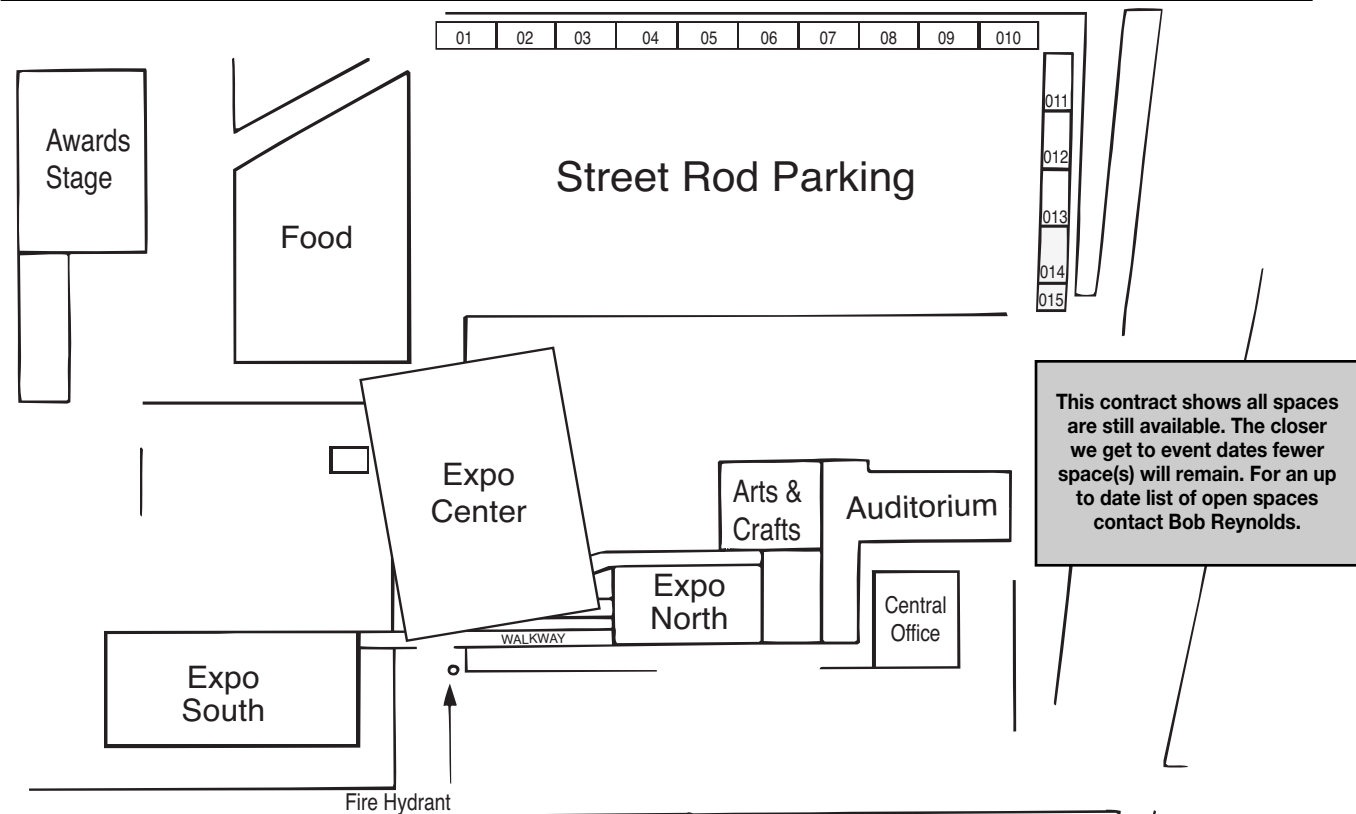 01 02 03 04 05 06 07 08 09 010
011
012
013
014
015
Awards
Stage
Food
Street Rod Parking
Expo
Center
Arts &
Crafts
Auditorium
Expo
North
Central
Office
WALKWAY
Expo
South
Fire Hydrant
This contract shows all spaces
are still available. The closer
we get to event dates fewer
space(s) will remain. For an up
to date list of open spaces
contact Bob Reynolds.